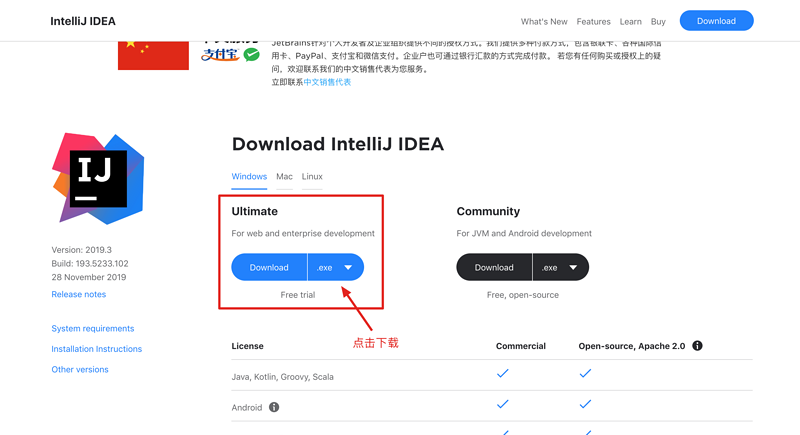 IntelliJ IDEA
What's New Features Learn Buy Download
支付宝
JetBrains针对个人开发者及企业组织提供不同的授权方式。我们提供多种付款方式，包含银联卡、各种国际信
用卡、PayPal、支付宝和微信支付。企业户也可通过银行汇款的方式完成付款。 若您有任何购买或授权上的疑
问，欢迎联系我们的中文销售代表为您服务。
立即联系中文销售代表
Download IntelliJ IDEA
Windows Mac Linux
IJ
Ultimate
For web and enterprise development
Download .exe
Free trial
Community
For JVM and Android development
Download .exe
Free, open-source
Version: 2019.3
Build: 193.5233.102
28 November 2019
Release notes
System requirements
Installation Instructions
Other versions
点击下载
License Commercial Open-source, Apache 2.0
Java, Kotlin, Groovy, Scala
Android